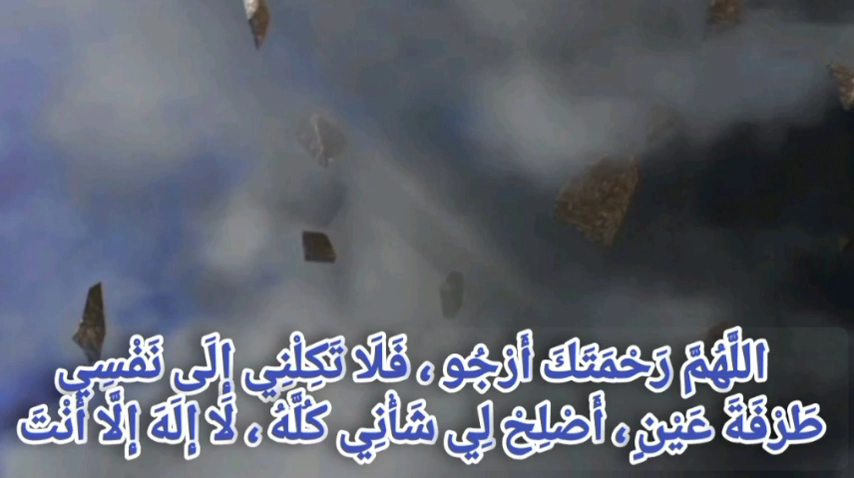 اللَّهُمَّ رَحْمَتَكَ أَرْجُو ، فَلَا تَكِلْنِي إِلَى نَفْسِي
طَرْفَةَ عَيْنٍ ، أَصْلِحْ لِي شَأْنِي كُلَّهُ ، لَا إِلَهَ إِلَّا أَنْتَ